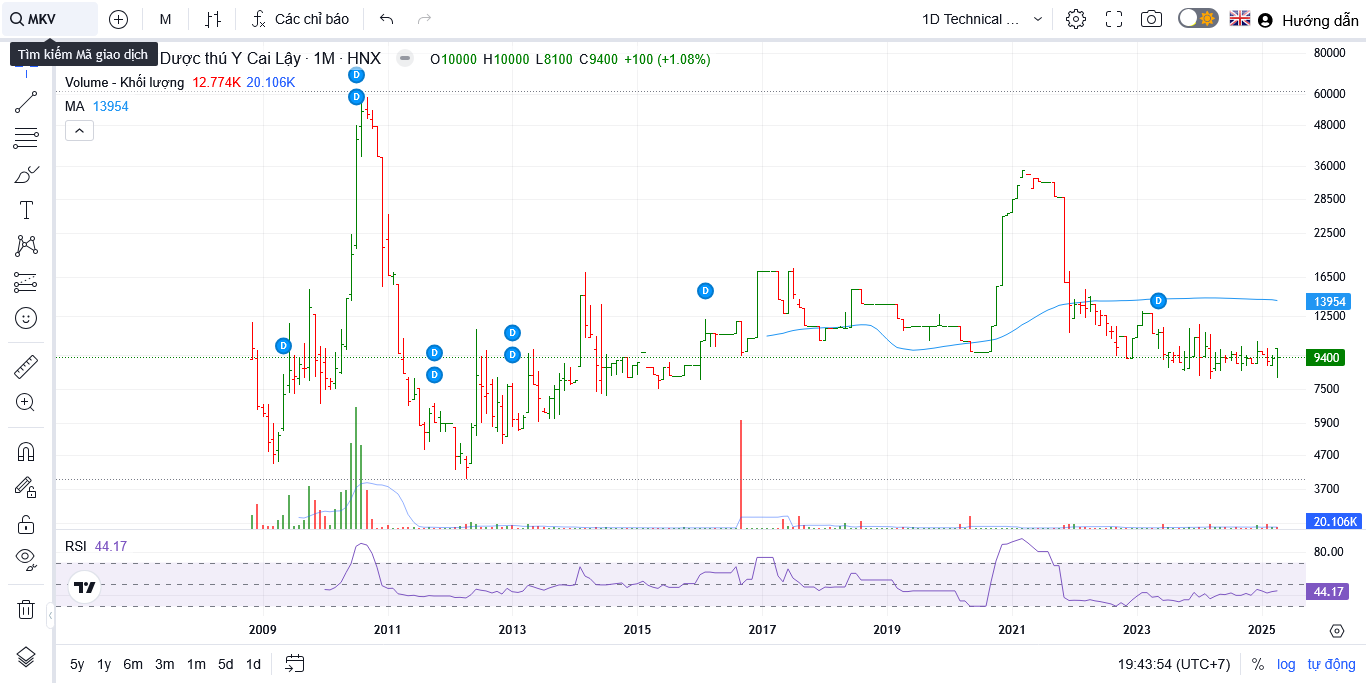 MKV M Các chỉ báo 1D Technical ... Hướng dẫn
Tìm kiếm Mã giao dịch
Dược thú Y Cai Lậy · 1M · HNX O10000 H10000 L8100 C9400 +100 (+1.08%)
Volume - Khối lượng 12.774K 20.106K
MA 13954
D
D
D
D
D
D
D
D
D
80000
60000
48000
36000
28500
22500
16500
13954
12500
9400
7500
5900
4700
3700
20.106K
RSI 44.17
80.00
44.17
2009 2011 2013 2015 2017 2019 2021 2023 2025
5y 1y 6m 3m 1m 5d 1d 19:43:54 (UTC+7) % log tự động